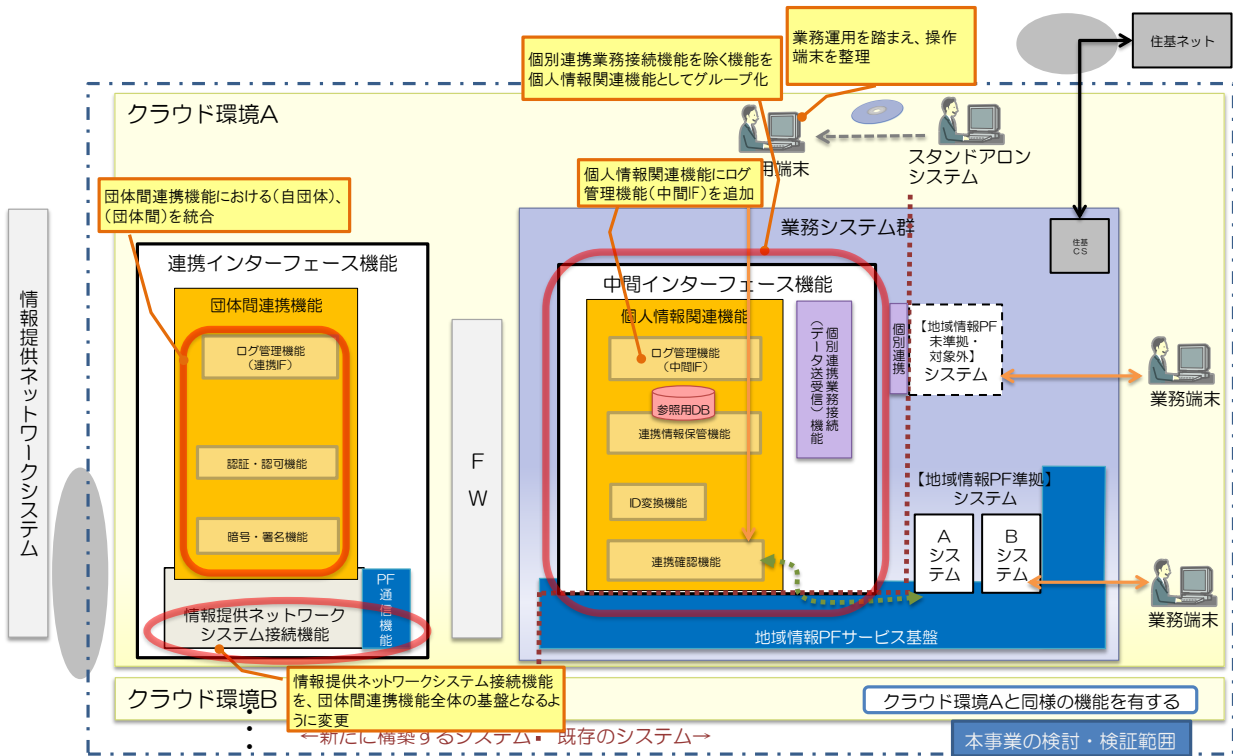 個別連携業務接続機能を除く機能を
個人情報関連機能としてグループ化
業務運用を踏まえ、操作
端末を整理
住基ネット
クラウド環境A
用端末
スタンドアロン
システム
団体間連携機能における(自団体)、
(団体間)を統合
個人情報関連機能にログ
管理機能(中間IF)を追加
情報提供ネットワークシステム
連携インターフェース機能
団体間連携機能
ログ管理機能
(連携IF)
認証・認可機能
暗号・署名機能
情報提供ネットワーク
システム接続機能
PF通信機能
FW
業務システム群
住基
CS
中間インターフェース機能
個人情報関連機能
ログ管理機能
(中間IF)
参照用DB
連携情報保管機能
ID変換機能
連携確認機能
個別連携業務接続
(データ送受信)機能
個別連携
【地域情報PF
未準拠・
対象外】
システム
業務端末
【地域情報PF準拠】
システム
A
システム
B
システム
業務端末
地域情報PFサービス基盤
情報提供ネットワークシステム接続機能
を、団体間連携機能全体の基盤となるよ
うに変更
クラウド環境B
クラウド環境Aと同様の機能を有する
←新たに構築するシステム
既存のシステム→
本事業の検討・検証範囲